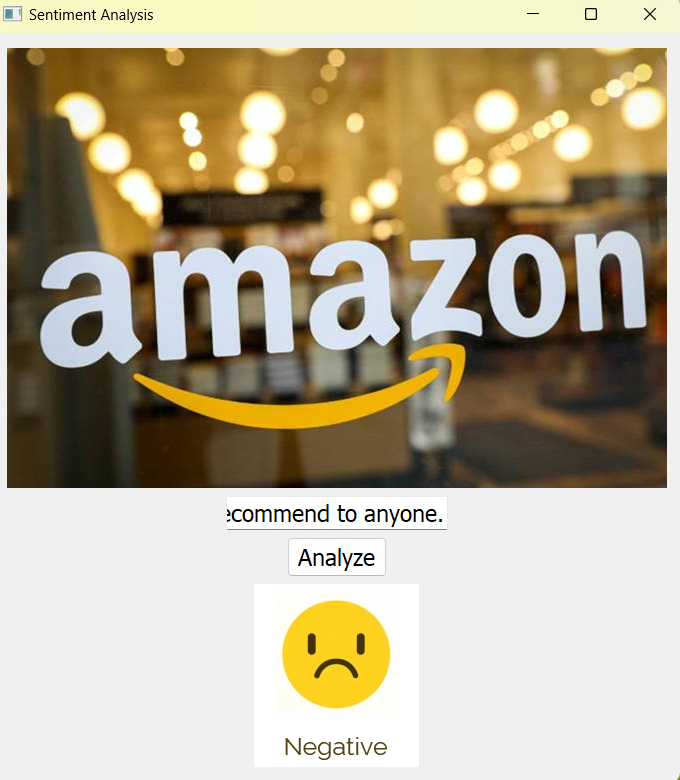 Sentiment Analysis
amazon
ecommend to anyone.
Analyze
Negative